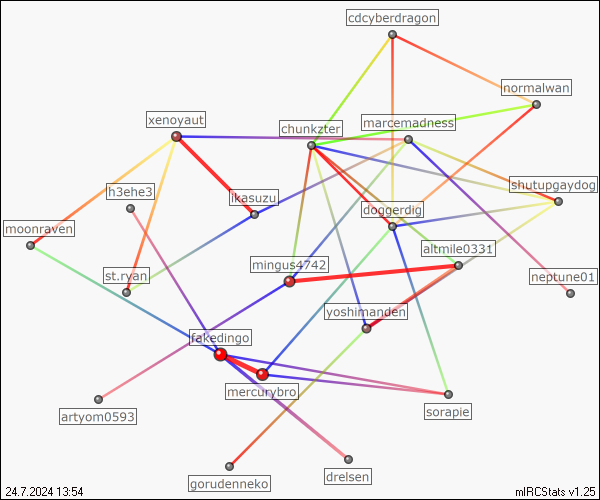 cdcyberdragon
normalwan
xenoyaut
chunkzter
marcemadness
h3ehe3
ikasuzu
shutupgaydog
doggerdig
moonraven
altmile0331
mingus4742
st.ryan
neptune01
yoshimanden
fakedingo
mercurybro
sorapie
artyom0593
drelsen
gorudenneko
24.7.2024 13:54
mIRCStats v1.25